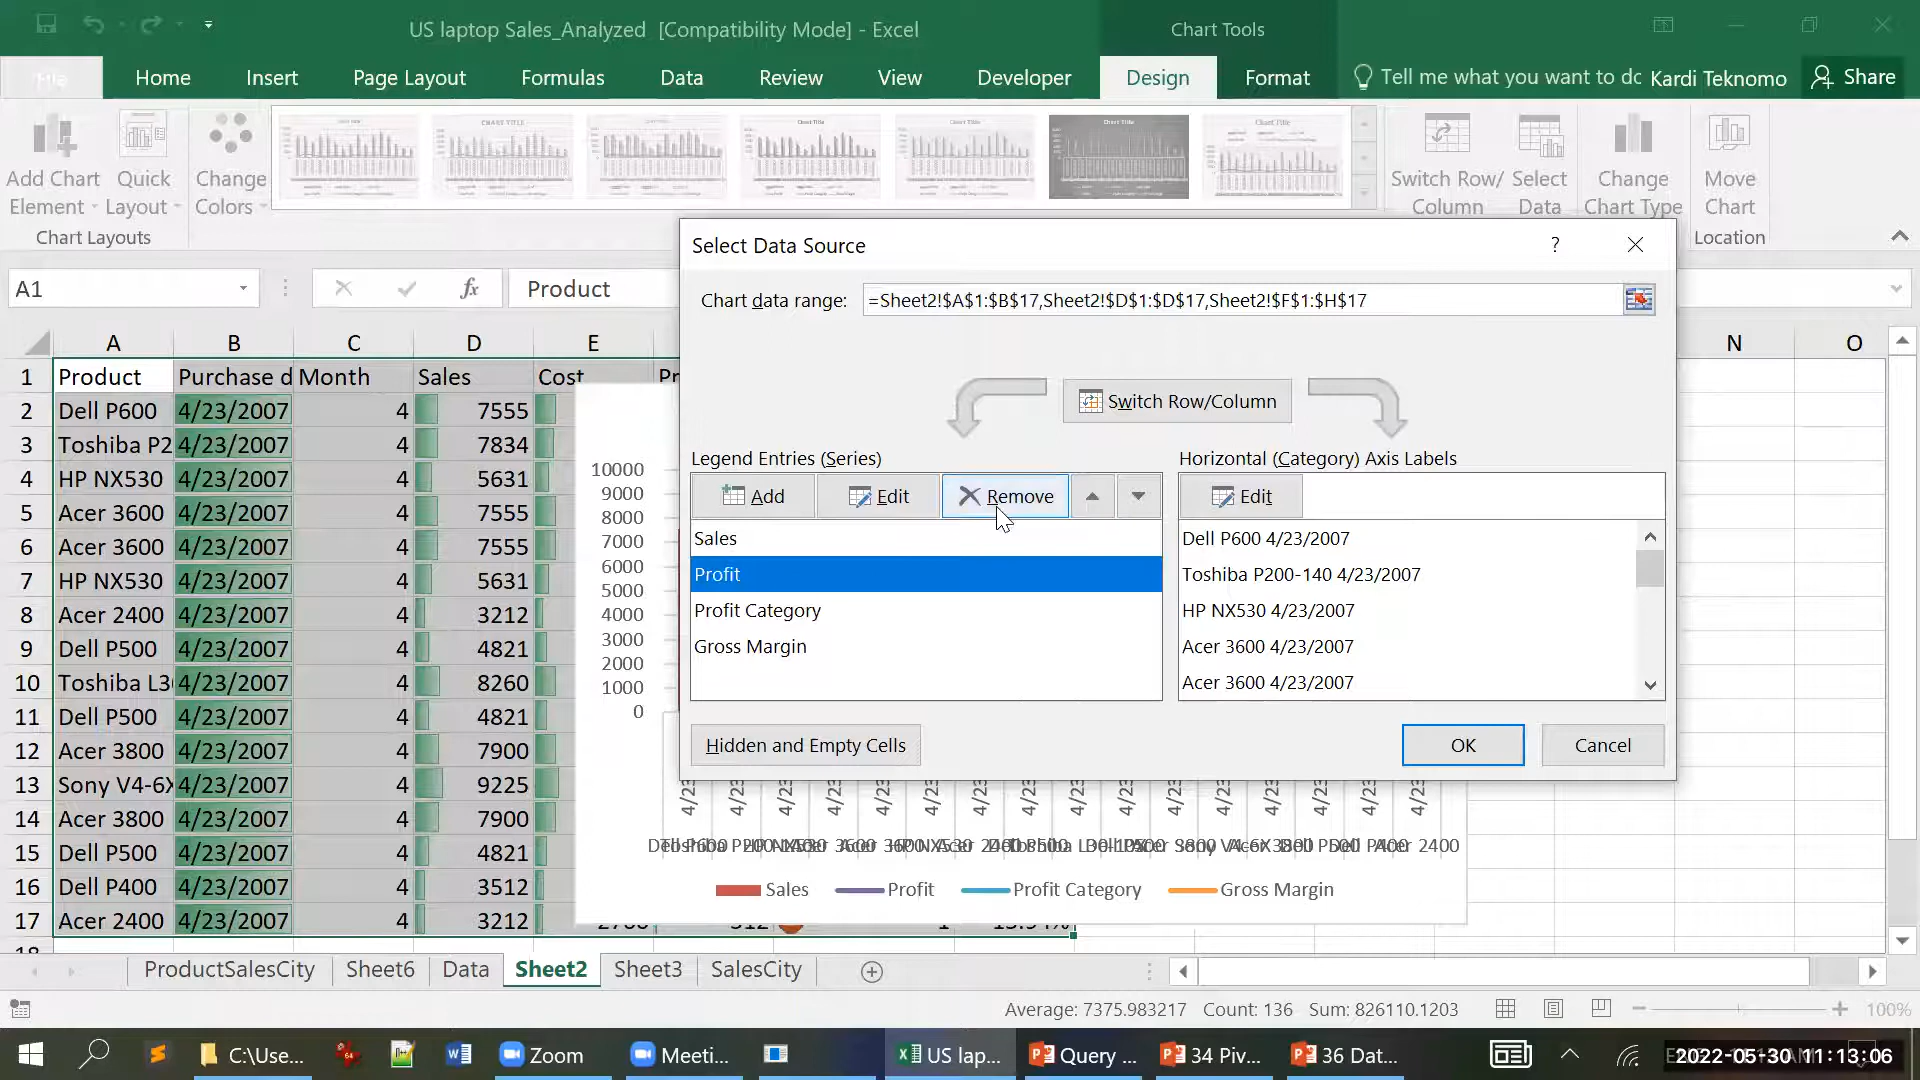 US laptop Sales_Analyzed [Compatibility Mode] - Excel
Chart Tools
File Home Insert Page Layout Formulas Data Review View Developer Design Format Tell me what you want to do Kardi Teknomo Share
Add Chart Element
Quick Layout
Change Colors
Switch Row/ Column
Select Data
Change Chart Type
Move Chart
Chart Layouts
Location
A1
fx
Product
Select Data Source
?
Chart data range: =Sheet2!$A$1:$B$17,Sheet2!$D$1:$D$17,Sheet2!$F$1:$H$17
Switch Row/Column
Legend Entries (Series)
Add Edit Remove
Sales
Profit
Profit Category
Gross Margin
Horizontal (Category) Axis Labels
Edit
Dell P600 4/23/2007
Toshiba P200-140 4/23/2007
HP NX530 4/23/2007
Acer 3600 4/23/2007
Acer 3600 4/23/2007
Hidden and Empty Cells
OK Cancel
A B C D E N O
1 Product Purchase d Month Sales Cost Pr
2 Dell P600 4/23/2007 4 7555
3 Toshiba P2 4/23/2007 4 7834
4 HP NX530 4/23/2007 4 5631
5 Acer 3600 4/23/2007 4 7555
6 Acer 3600 4/23/2007 4 7555
7 HP NX530 4/23/2007 4 5631
8 Acer 2400 4/23/2007 4 3212
9 Dell P500 4/23/2007 4 4821
10 Toshiba L30 4/23/2007 4 8260
11 Dell P500 4/23/2007 4 4821
12 Acer 3800 4/23/2007 4 7900
13 Sony V4-6X 4/23/2007 4 9225
14 Acer 3800 4/23/2007 4 7900
15 Dell P500 4/23/2007 4 4821
16 Dell P400 4/23/2007 4 3512
17 Acer 2400 4/23/2007 4 3212
18
10000
9000
8000
7000
6000
5000
4000
3000
2000
1000
0
Sales Profit Profit Category Gross Margin
ProductSalesCity Sheet6 Data Sheet2 Sheet3 SalesCity
Average: 7375.983217 Count: 136 Sum: 826110.1203
100%
C:\Use... Zoom Meeti... US lap... Query ... 34 Piv... 36 Dat...
2022-05-30 11:13:06